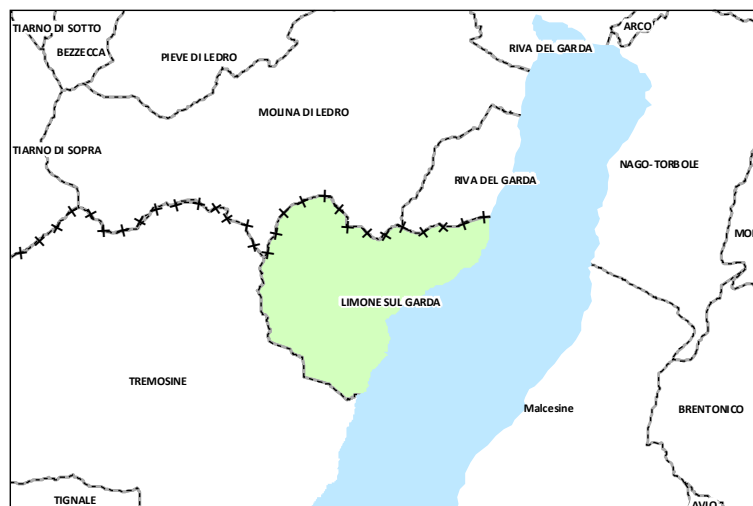 TIARNO DI SOTTO
ARCO
BEZZECCA
PIEVE DI LEDRO
RIVA DEL GARDA
MOLINA DI LEDRO
TIARNO DI SOPRA
NAGO-TORBOLE
RIVA DEL GARDA
LIMONE SUL GARDA
TREMOSINE
Malcesine
BRENTONICO
TIGNALE